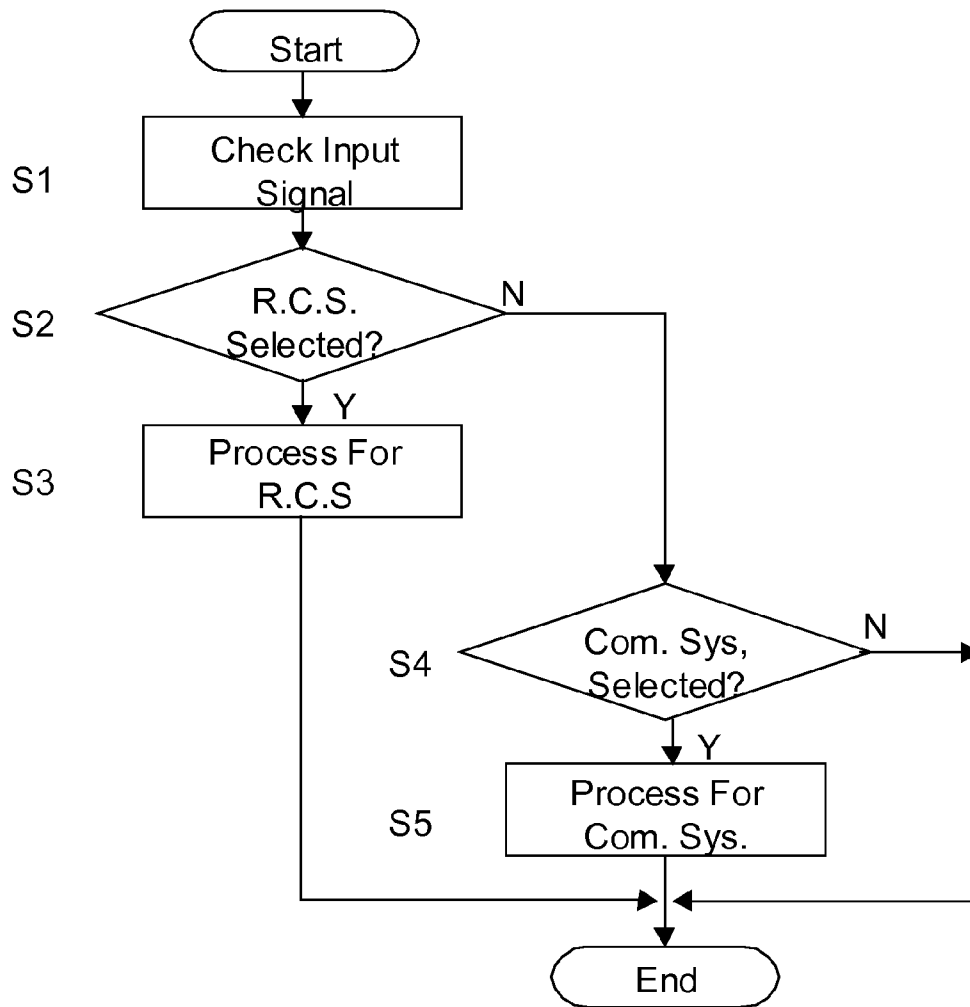 Start
S1
Check Input
Signal
S2
R.C.S.
Selected?
N
Y
S3
Process For
R.C.S
S4
Com. Sys,
Selected?
N
Y
S5
Process For
Com. Sys.
End